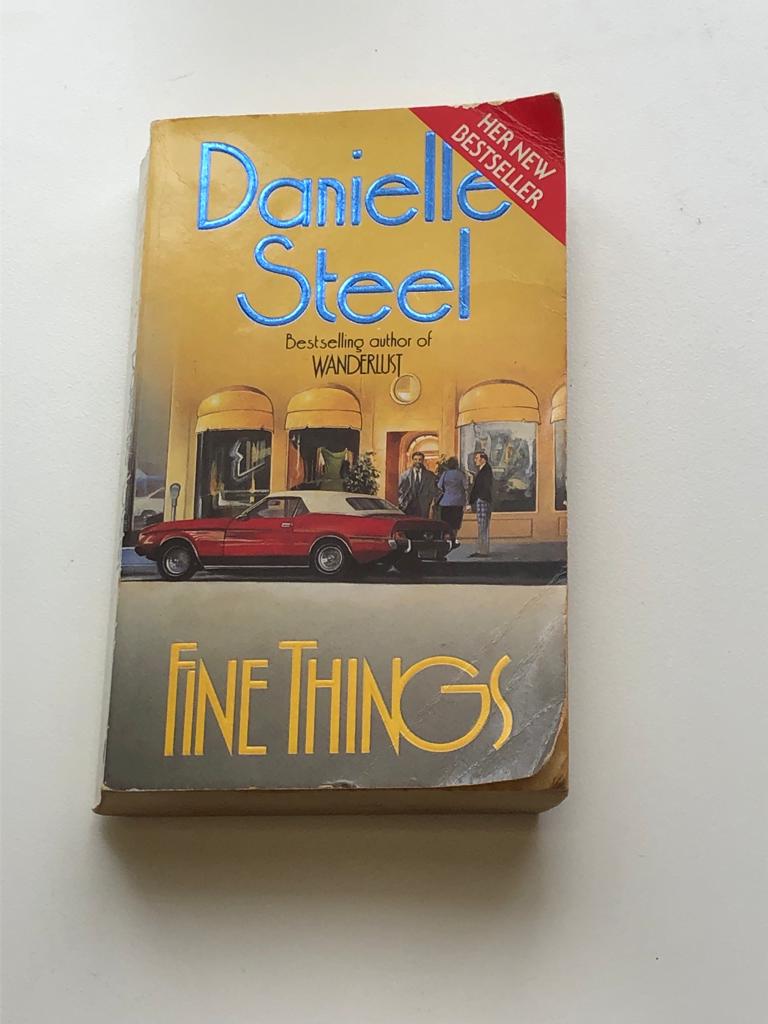 HER NEW
BESTSELLER
Danielle
Steel
Bestselling author of
WANDERLUST
FINE THINGS